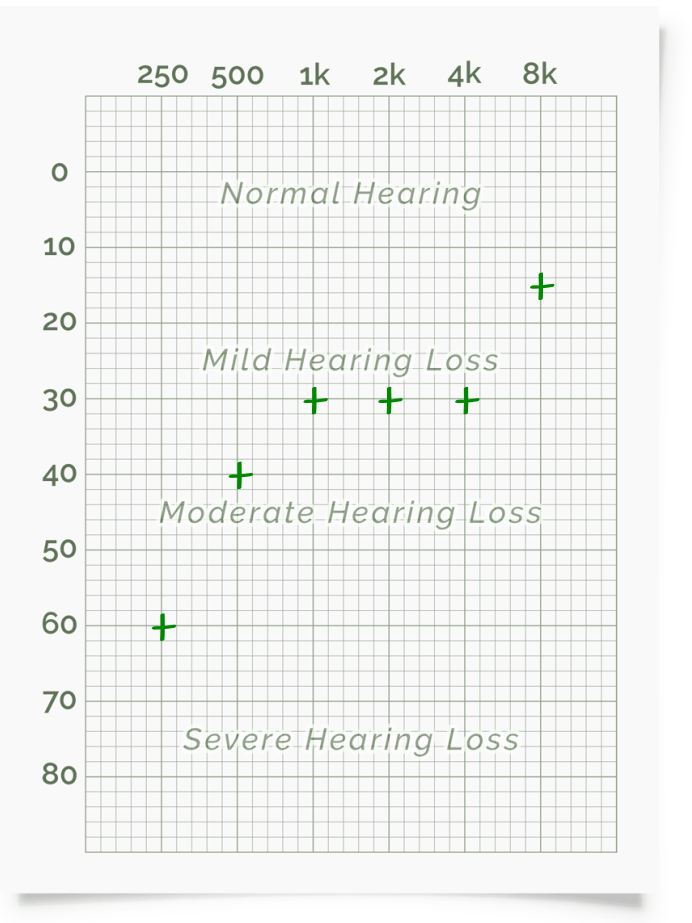 250 500 1k 2k 4k 8k
0
Normal Hearing
10
20
Mild Hearing Loss
30
40
Moderate Hearing Loss
50
60
70
Severe Hearing Loss
80